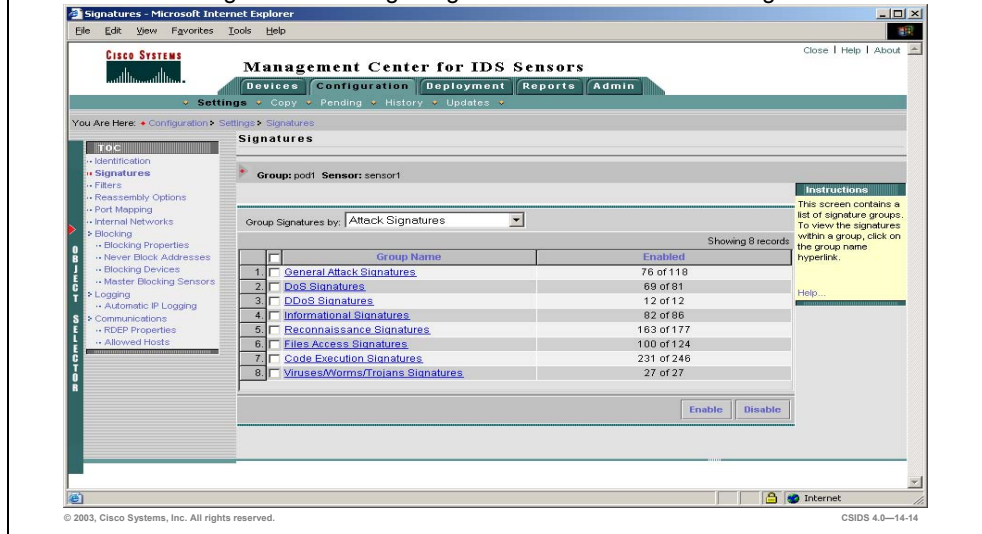 Signatures - Microsoft Internet Explorer
File Edit View Favorites Tools Help
Close | Help | About
CISCO SYSTEMS
Management Center for IDS Sensors
Devices Configuration Deployment Reports Admin
Settings Copy Pending History Updates
You Are Here: Configuration > Settings > Signatures
TOC
Identification
Signatures
Filters
Reassembly Options
Port Mapping
Internal Networks
Blocking
Blocking Properties
Never Block Addresses
Blocking Devices
Master Blocking Sensors
Logging
Automatic IP Logging
Communications
RDEP Properties
Allowed Hosts
OBJECT SELECTOR
Signatures
Group: pod1 Sensor: sensor1
Group Signatures by: Attack Signatures
Showing 8 records
Group Name Enabled
1. General Attack Signatures 76 of 118
2. DoS Signatures 69 of 81
3. DDoS Signatures 12 of 12
4. Informational Signatures 82 of 86
5. Reconnaissance Signatures 163 of 177
6. Files Access Signatures 100 of 124
7. Code Execution Signatures 231 of 246
8. Viruses/Worms/Trojans Signatures 27 of 27
Enable Disable
Instructions
This screen contains a
list of signature groups.
To view the signatures
within a group, click on
the group name
hyperlink.
Help...
Internet
© 2003, Cisco Systems, Inc. All rights reserved.
CSIDS 4.0—14-14